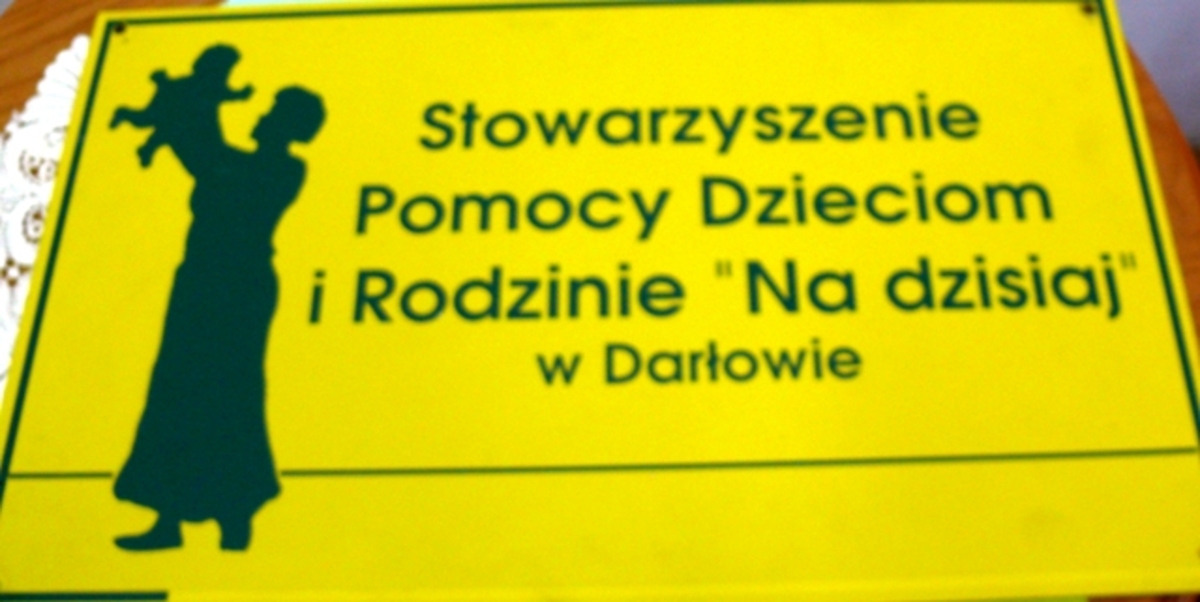 Stowarzyszenie
Pomocy Dzieciom
i Rodzinie "Na dzisiaj"
w Darłowie